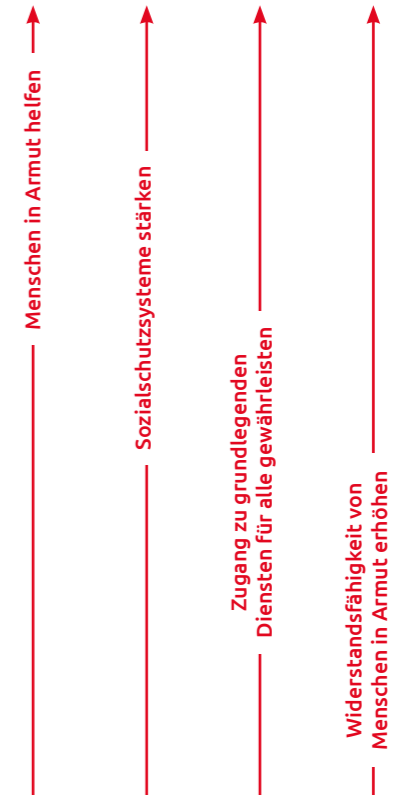 Menschen in Armut helfen
Sozialschutzsysteme stärken
Zugang zu grundlegenden
Diensten für alle gewährleisten
Widerstandsfähigkeit von
Menschen in Armut erhöhen